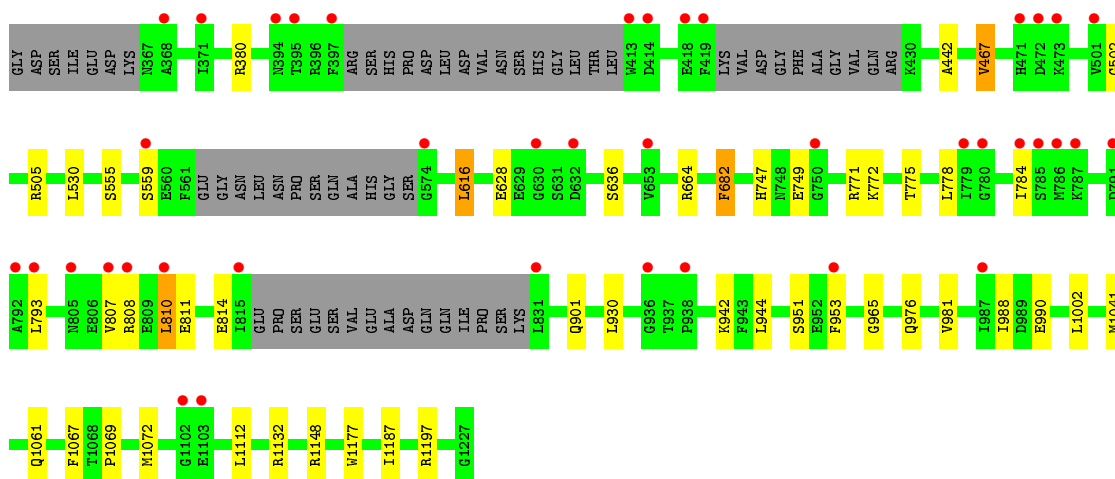 GLY ASP SER ILE GLU ASP LYS N367 A368 I371 R380 N394 T395 R396 F397 ARG SER HIS PRO ASP LEU ASP VAL ASN SER HIS GLY LEU THR LEU W413 D414 E418 F419 LYS VAL ASP GLY PHE ALA GLY VAL GLN ARG K430 A442 V467 H471 D472 K473 V501 G502
R505 L530 S555 S559 E560 F561 GLU GLY ASN LEU ASN PRO SER GLN ALA HIS GLY SER G574 L616 E628 E629 G630 S631 D632 S636 V653 R664 F682 H747 N748 E749 G750 R771 K772 T775 L778 I779 G780 I784 S785 M786 K787
A792 L793 N805 E806 V807 R808 E809 L810 E811 E814 I815 GLU PRO SER GLU SER VAL GLU ALA ASP GLN GLN ILE PRO SER LYS L831 Q901 L930 G936 T937 P938 K942 F943 L944 S951 E952 F953 G965 Q976 V981 I987 I988 D989 E990 L1002 M1041
Q1061 F1067 T1068 P1069 M1072 G1102 E1103 L1112 R1132 R1148 W1177 I1187 R1197 G1227